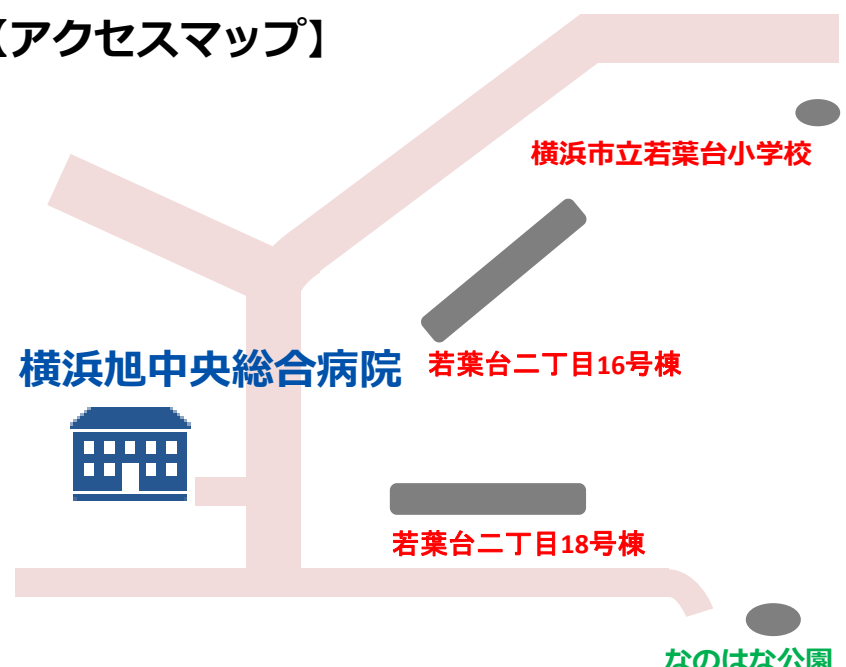 【アクセスマップ】
横浜市立若葉台小学校
横浜旭中央総合病院
若葉台二丁目16号棟
若葉台二丁目18号棟
なのはな公園